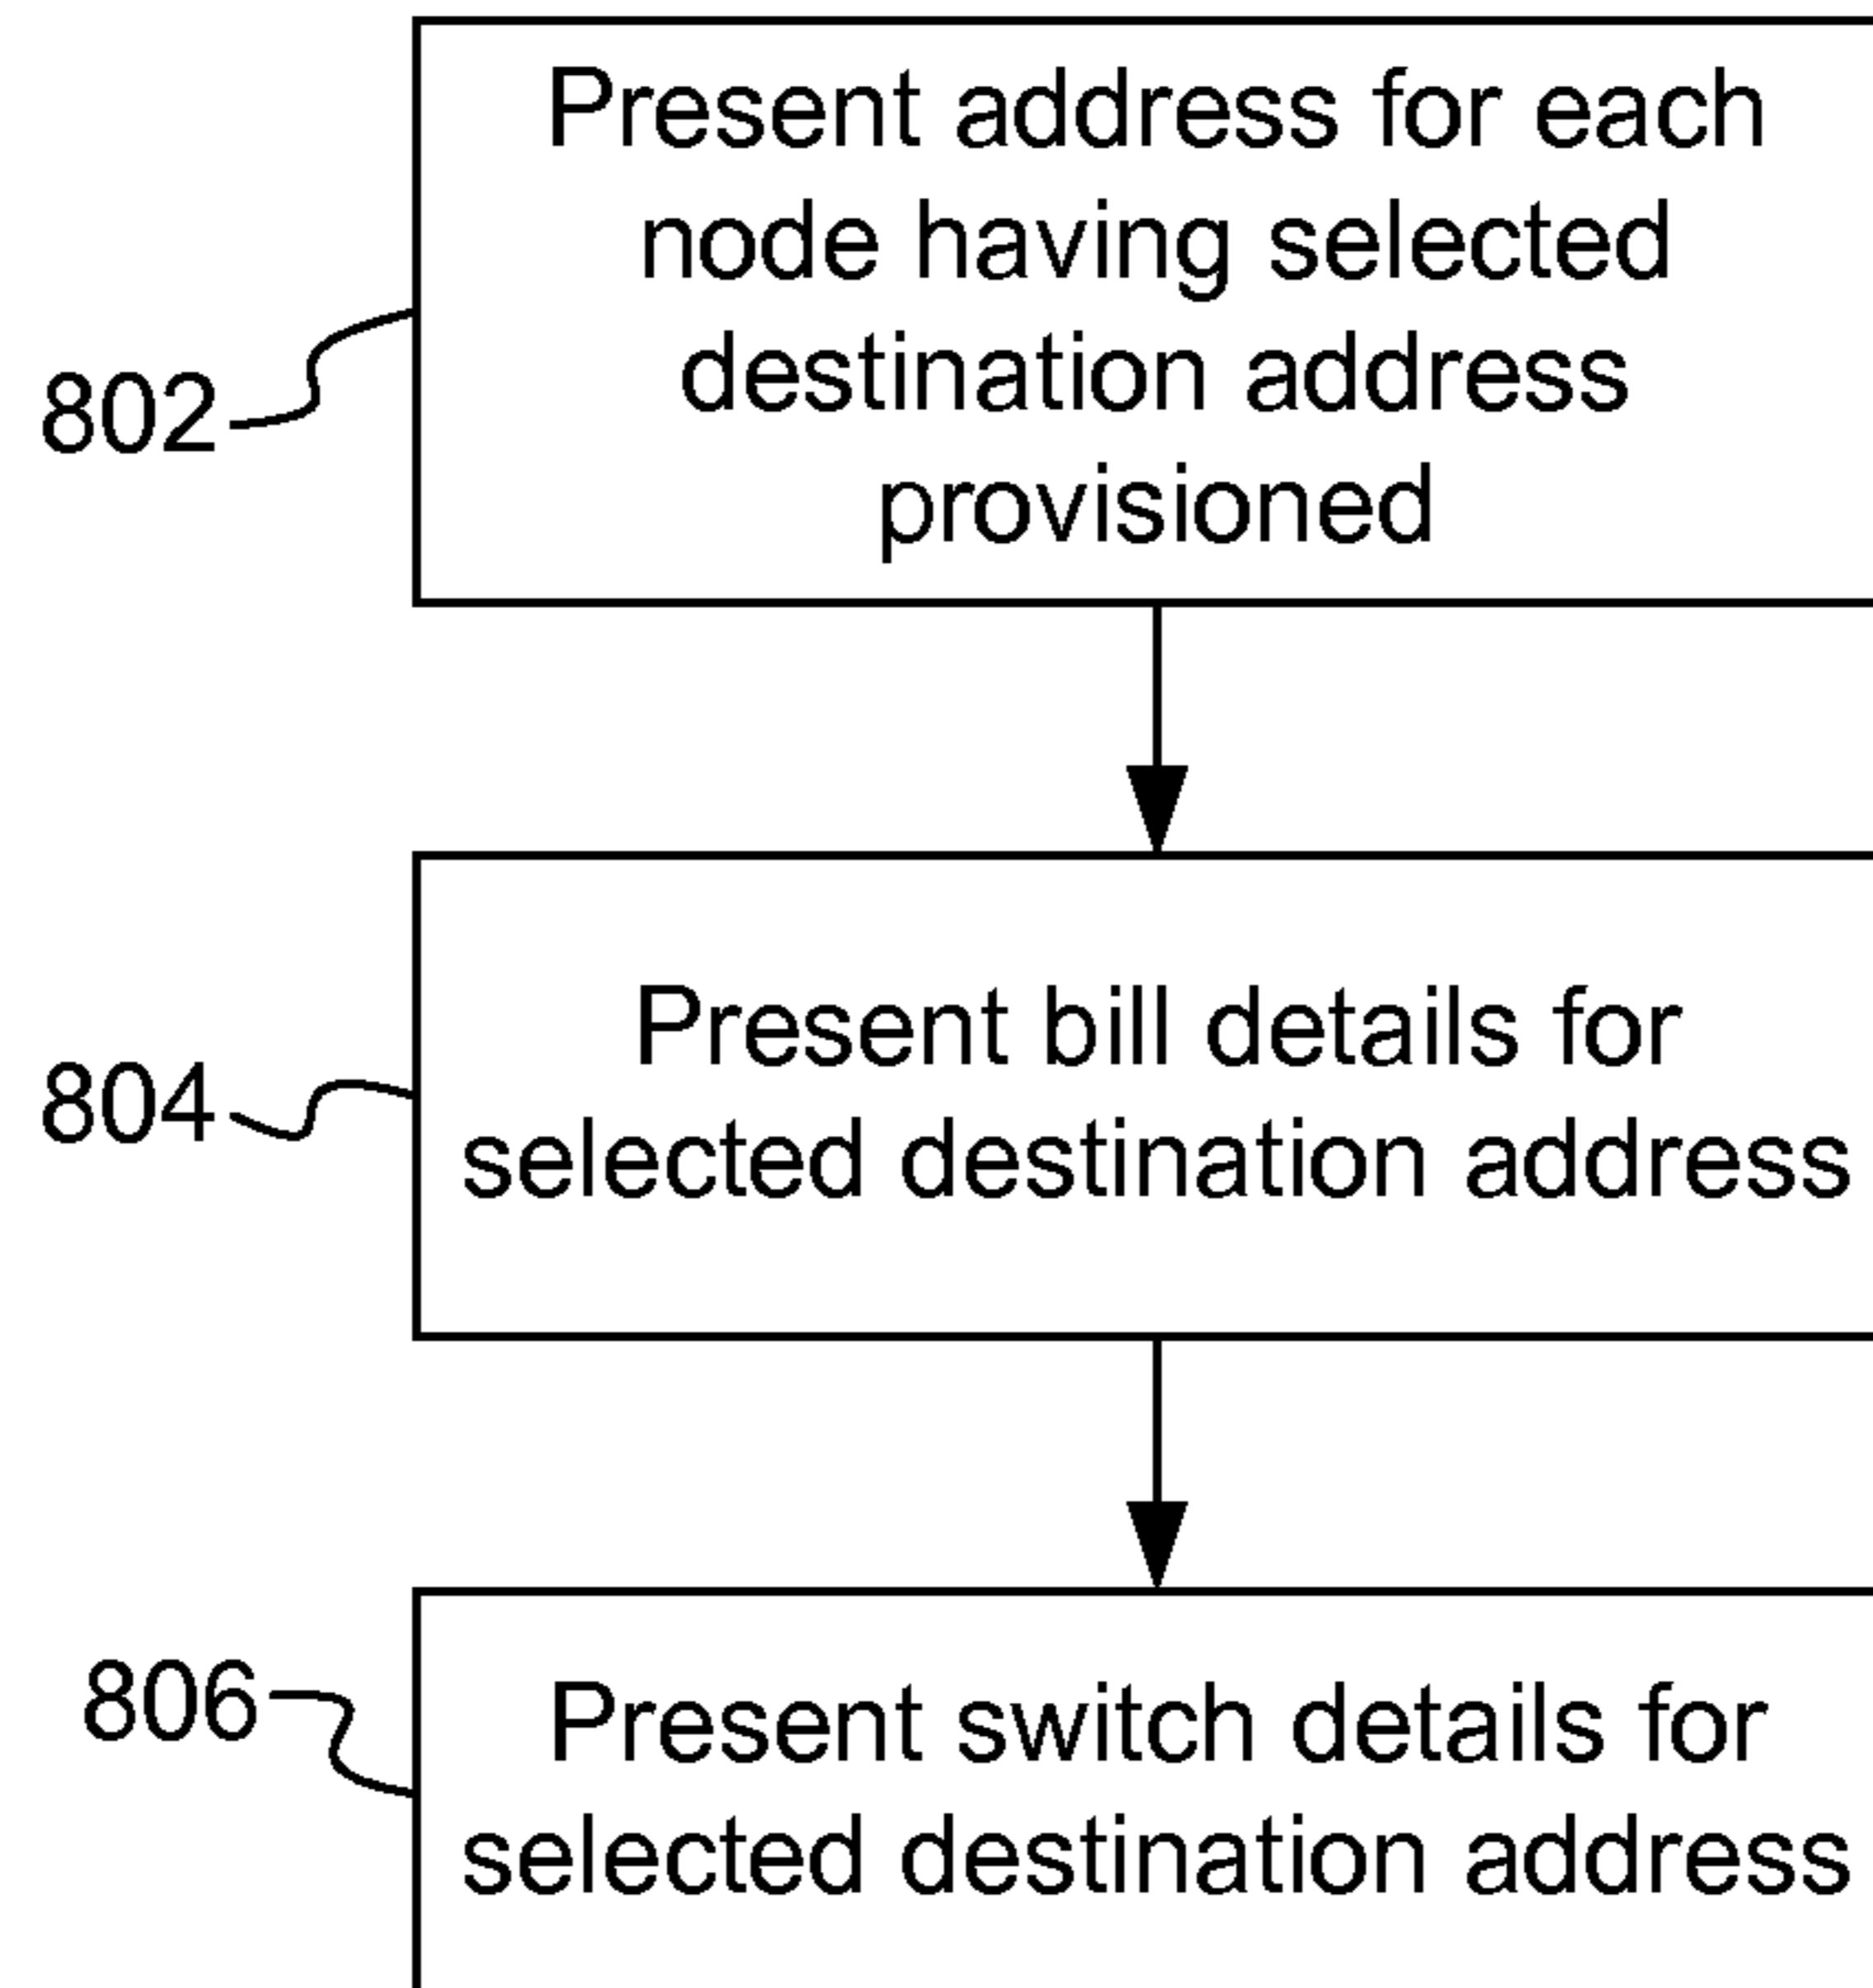 Present address for each
node having selected
destination address
provisioned
802
Present bill details for
selected destination address
804
Present switch details for
selected destination address
806